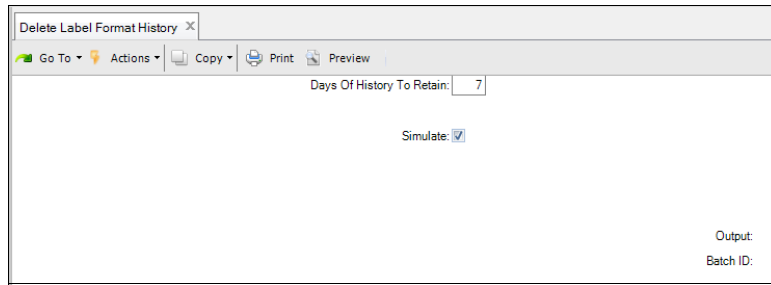 Delete Label Format History X
Go To Actions Copy Print Preview
Days Of History To Retain: 7
Simulate:
Output:
Batch ID: